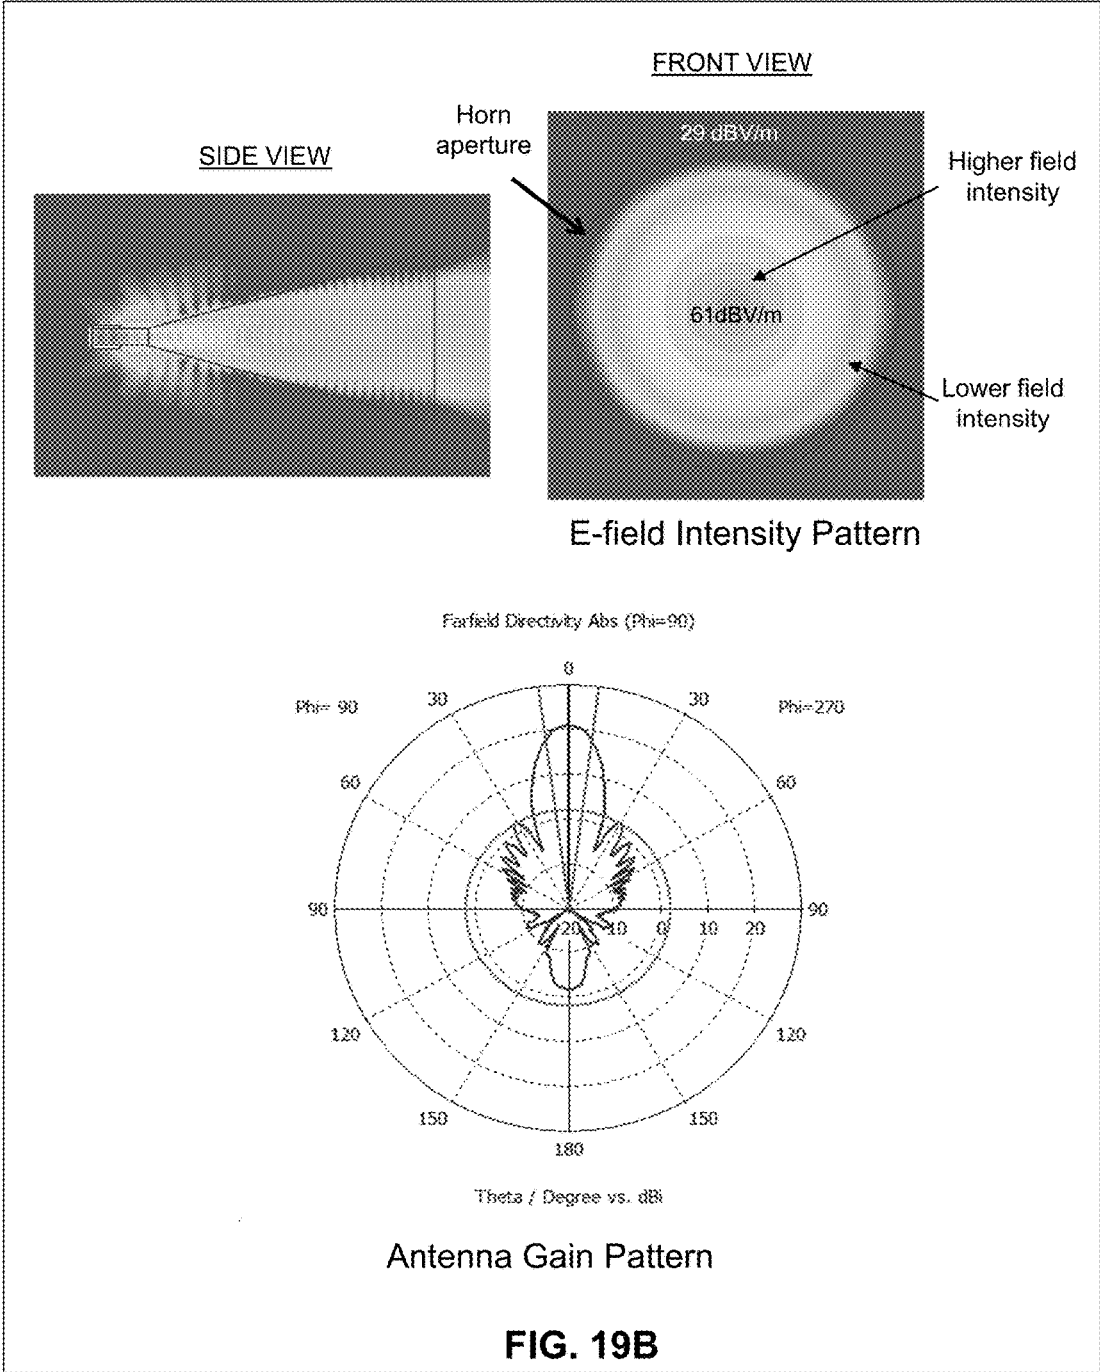 FRONT VIEW
Horn
aperture
29 dBV/m
SIDE VIEW
Higher field
intensity
61dBV/m
Lower field
intensity
E-field Intensity Pattern
Farfield Directivity Abs (Phi=90)
0
Phi= 90
30
30
Phi=270
60
60
90
-20
-10
0
10
20
90
120
120
150
150
180
Theta / Degree vs. dBi
Antenna Gain Pattern
FIG. 19B